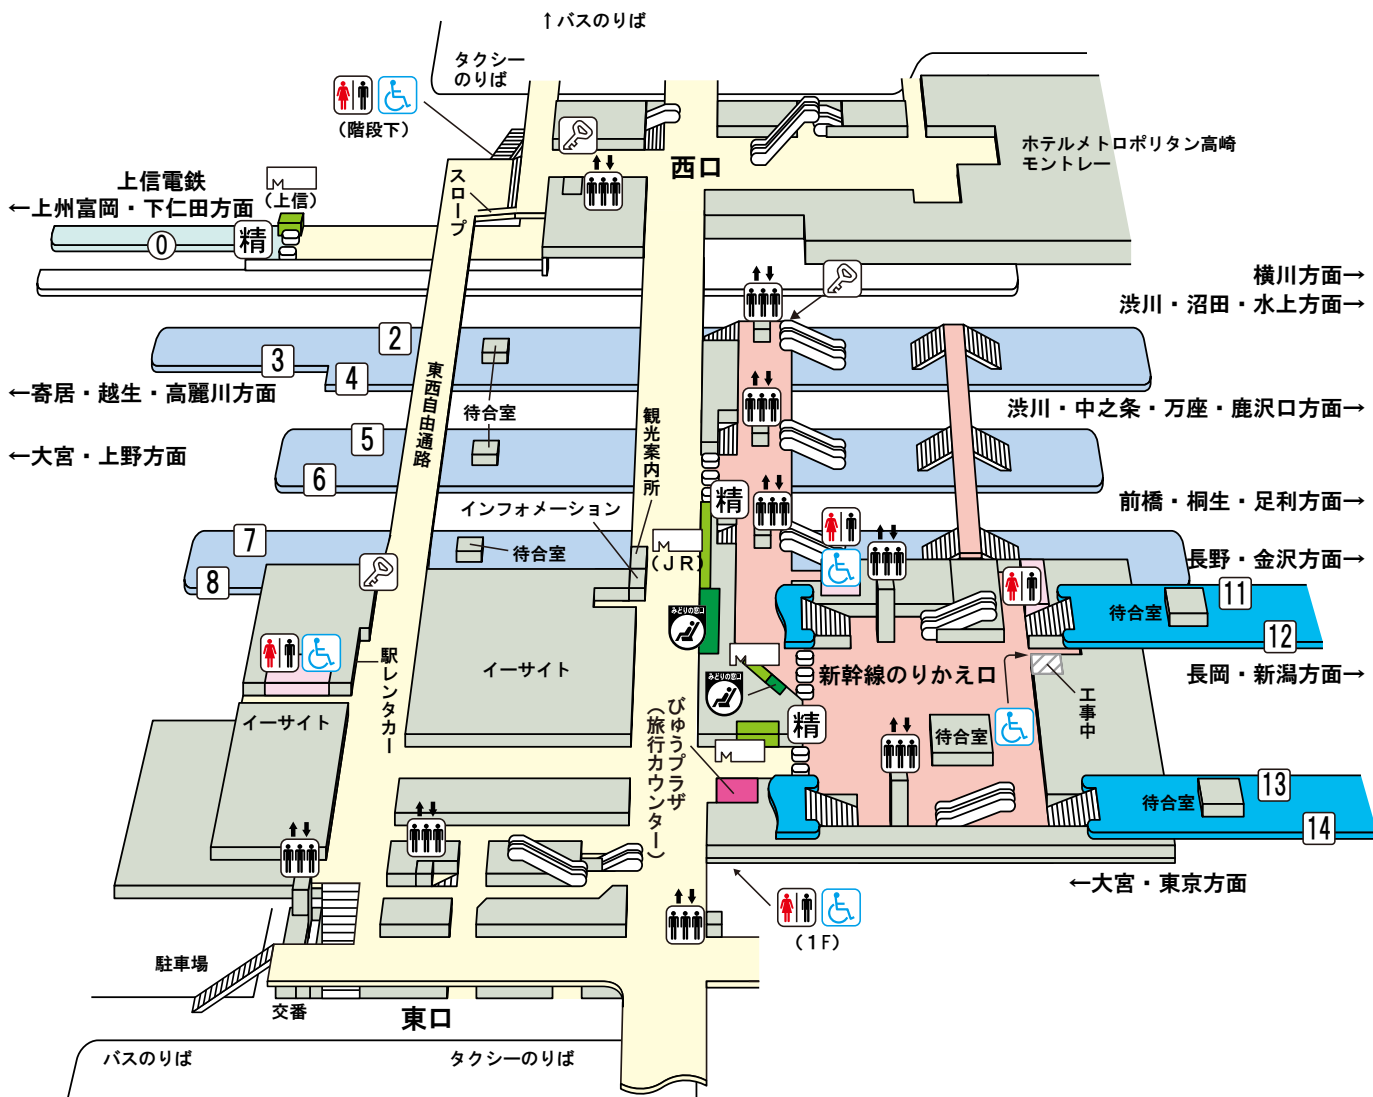 ↑バスのりば
タクシー
のりば
(階段下)
西口
ホテルメトロポリタン高崎
モントレー
上信電鉄
M
(上信)
←上州富岡・下仁田方面
スロープ
0
精
横川方面→
渋川・沼田・水上方面→
2
3
4
←寄居・越生・高麗川方面
東西自由通路
待合室
渋川・中之条・万座・鹿沢口方面→
観光案内所
5
←大宮・上野方面
6
精
インフォメーション
前橋・桐生・足利方面→
7
待合室
M
(JR)
長野・金沢方面→
8
みどりの窓口
待合室
11
12
駅レンタカー
イーサイト
M
新幹線のりかえ口
長岡・新潟方面→
みどりの窓口
工事中
イーサイト
びゅうプラザ
(旅行カウンター)
精
待合室
M
待合室
13
14
←大宮・東京方面
(1F)
駐車場
交番
東口
バスのりば
タクシーのりば